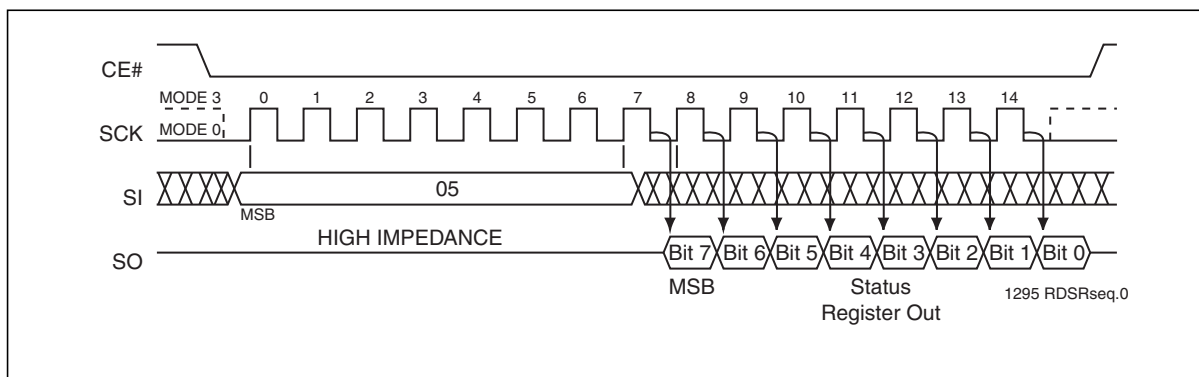 CE#
MODE 3 0 1 2 3 4 5 6 7 8 9 10 11 12 13 14
SCK MODE 0
SI 05
MSB
HIGH IMPEDANCE
SO Bit 7 Bit 6 Bit 5 Bit 4 Bit 3 Bit 2 Bit 1 Bit 0
MSB Status
Register Out
1295 RDSRseq.0